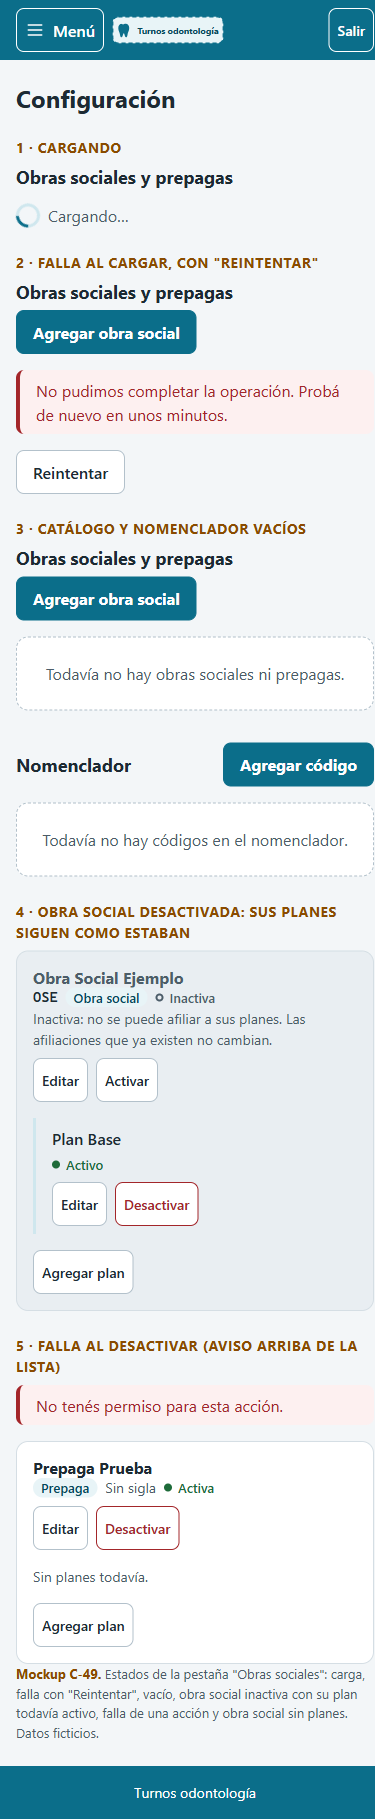 Menú
Turnos odontología
Salir
Configuración
1 · CARGANDO
Obras sociales y prepagas
Cargando...
2 · FALLA AL CARGAR, CON "REINTENTAR"
Obras sociales y prepagas
Agregar obra social
No pudimos completar la operación. Probá
de nuevo en unos minutos.
Reintentar
3 · CATÁLOGO Y NOMENCLADOR VACÍOS
Obras sociales y prepagas
Agregar obra social
Todavía no hay obras sociales ni prepagas.
Nomenclador
Agregar código
Todavía no hay códigos en el nomenclador.
4 · OBRA SOCIAL DESACTIVADA: SUS PLANES
SIGUEN COMO ESTABAN
Obra Social Ejemplo
OSE Obra social Inactiva
Inactiva: no se puede afiliar a sus planes. Las
afiliaciones que ya existen no cambian.
Editar Activar
Plan Base
Activo
Editar Desactivar
Agregar plan
5 · FALLA AL DESACTIVAR (AVISO ARRIBA DE LA
LISTA)
No tenés permiso para esta acción.
Prepaga Prueba
Prepaga Sin sigla Activa
Editar Desactivar
Sin planes todavía.
Agregar plan
Mockup C-49. Estados de la pestaña "Obras sociales": carga,
falla con "Reintentar", vacío, obra social inactiva con su plan
todavía activo, falla de una acción y obra social sin planes.
Datos ficticios.
Turnos odontología